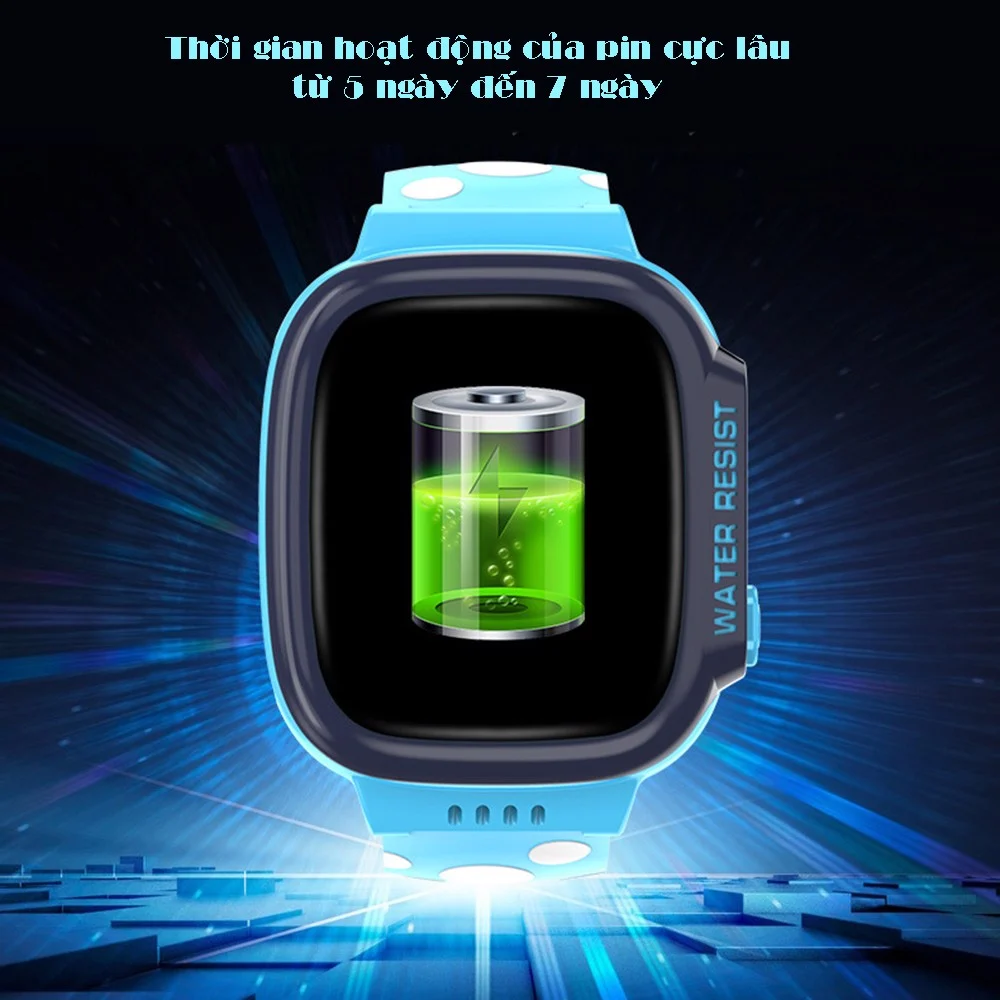 Thời gian hoạt động của pin cực lâu
từ 5 ngày đến 7 ngày
WATER RESIST